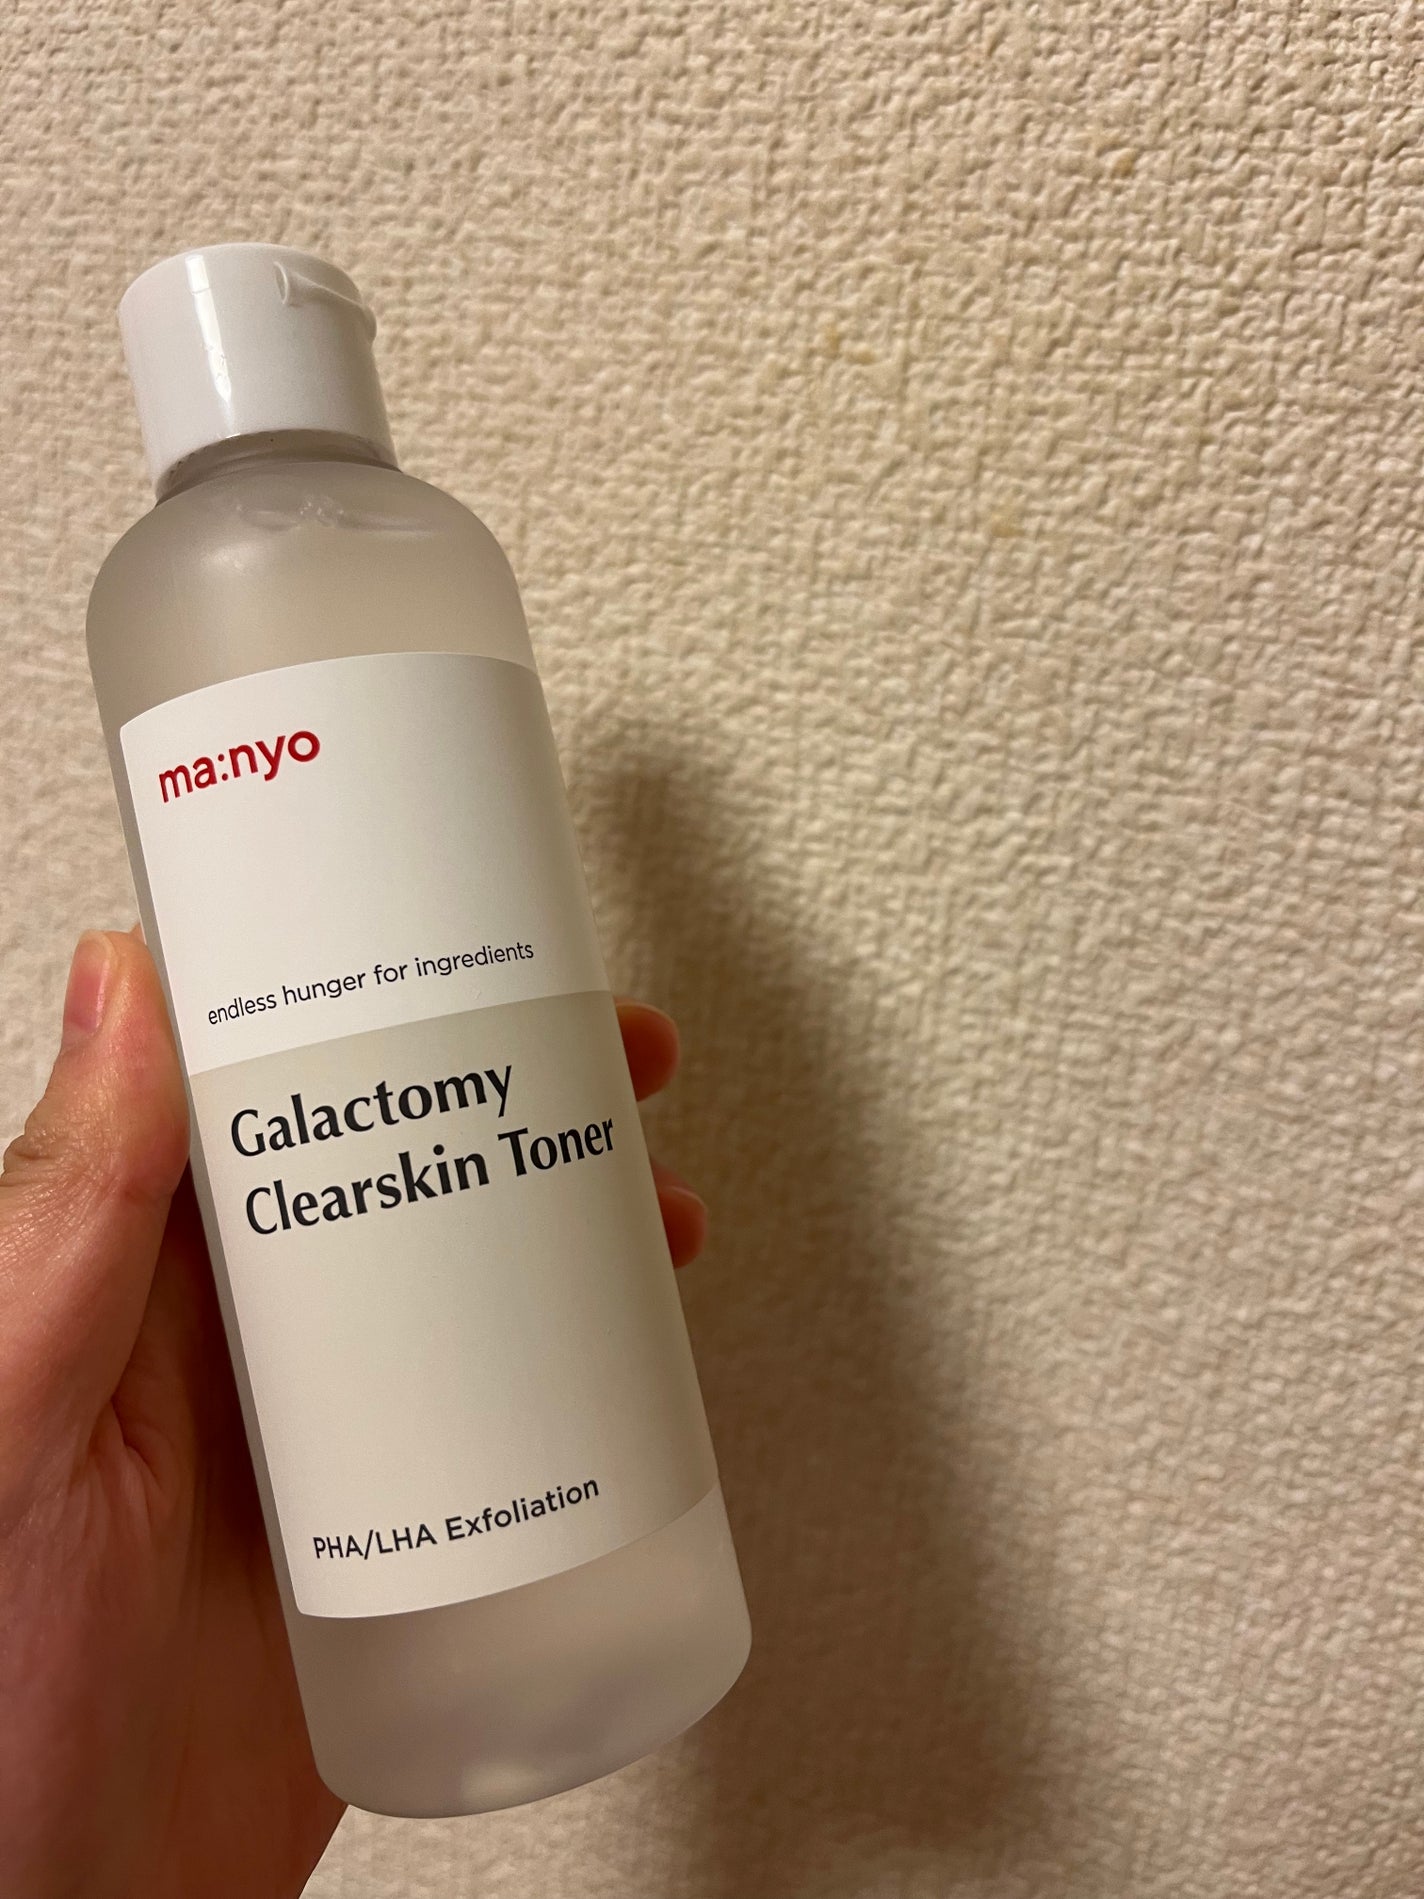 ma:nyo
endless hunger for ingredients
Galactomy
Clearskin Toner
PHA/LHA Exfoliation